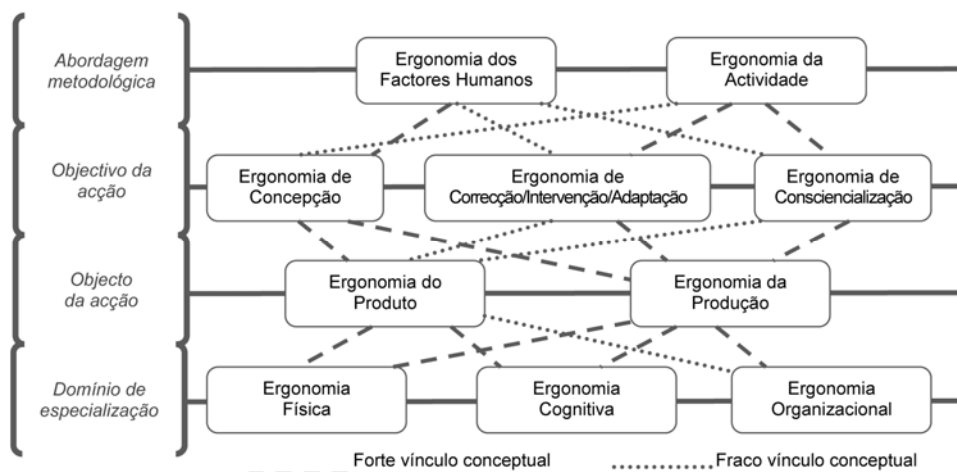 Abordagem
metodológica
Ergonomia dos
Factores Humanos
Ergonomia da
Actividade
Objectivo da
acção
Ergonomia de
Concepção
Ergonomia de
Correcção/Intervenção/Adaptação
Ergonomia de
Consciencialização
Objecto
da acção
Ergonomia do
Produto
Ergonomia da
Produção
Domínio de
especialização
Ergonomia
Física
Ergonomia
Cognitiva
Ergonomia
Organizacional
Forte vínculo conceptual
Fraco vínculo conceptual